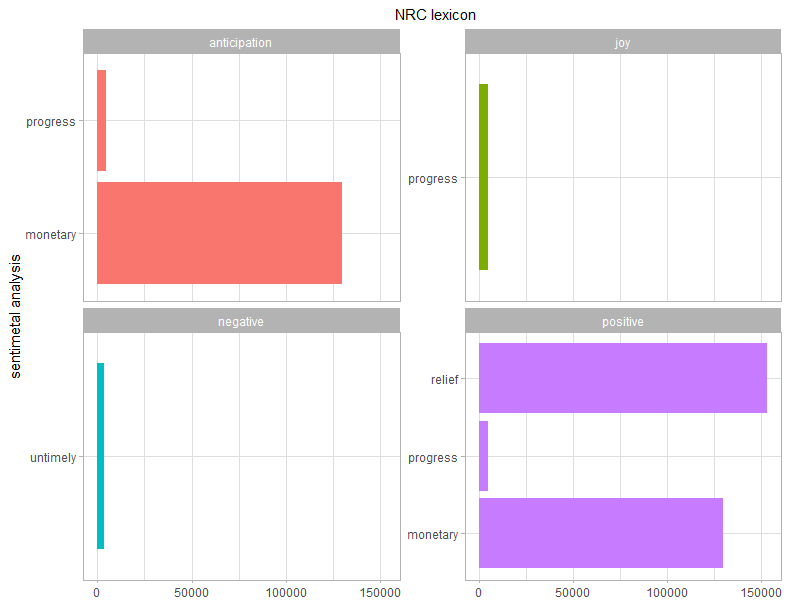 NRC lexicon
anticipation
joy
progress
monetary
progress
sentimetal analysis
negative
positive
untimely
relief
progress
monetary
0 50000 100000 150000
0 50000 100000 150000